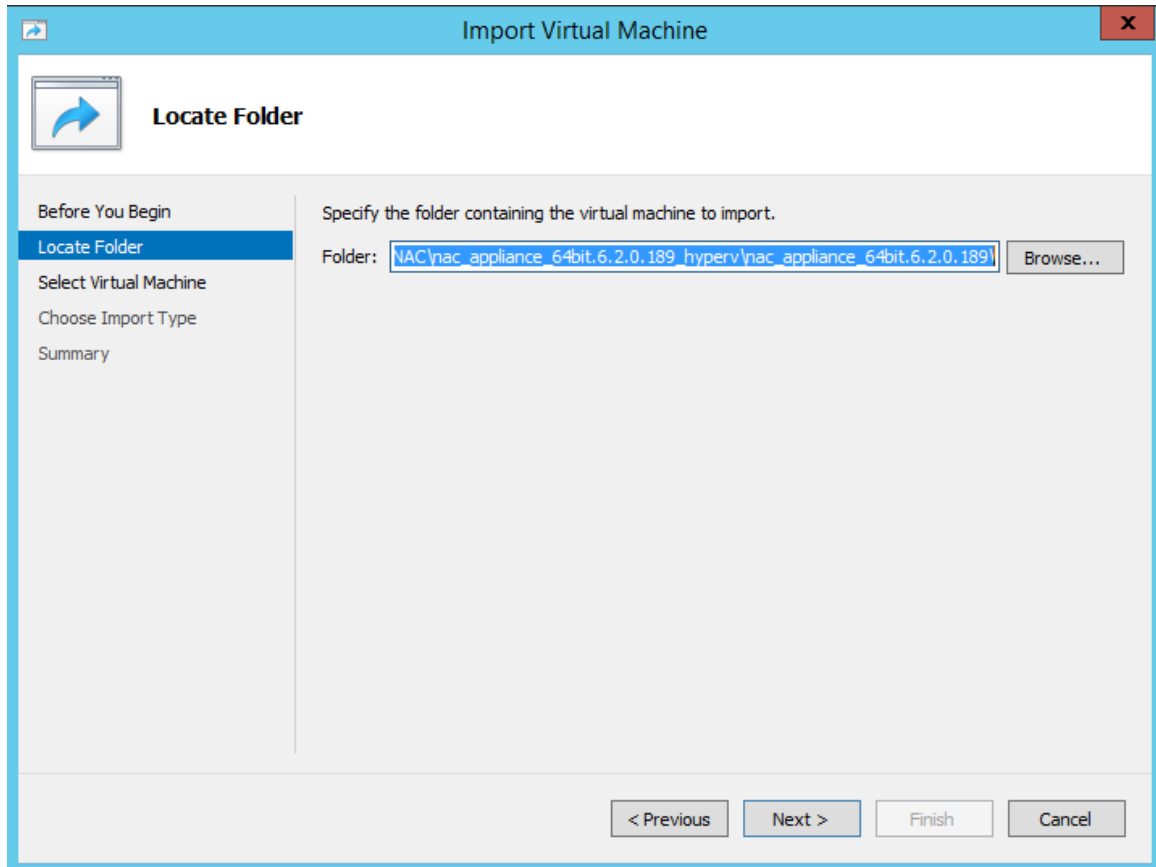 Import Virtual Machine
x
Locate Folder
Before You Begin
Locate Folder
Select Virtual Machine
Choose Import Type
Summary
Specify the folder containing the virtual machine to import.
Folder: NAC\nac_appliance_64bit.6.2.0.189_hyperv\nac_appliance_64bit.6.2.0.189\ Browse...
< Previous Next > Finish Cancel